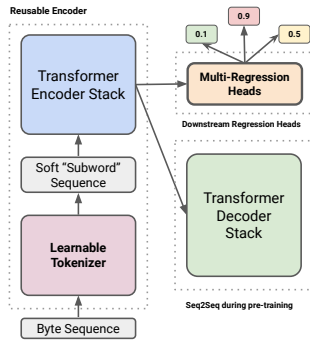 Reusable Encoder
Transformer
Encoder Stack
Soft “Subword”
Sequence
Learnable
Tokenizer
Byte Sequence
0.1
0.9
0.5
Multi-Regression
Heads
Downstream Regression Heads
Transformer
Decoder
Stack
Seq2Seq during pre-training